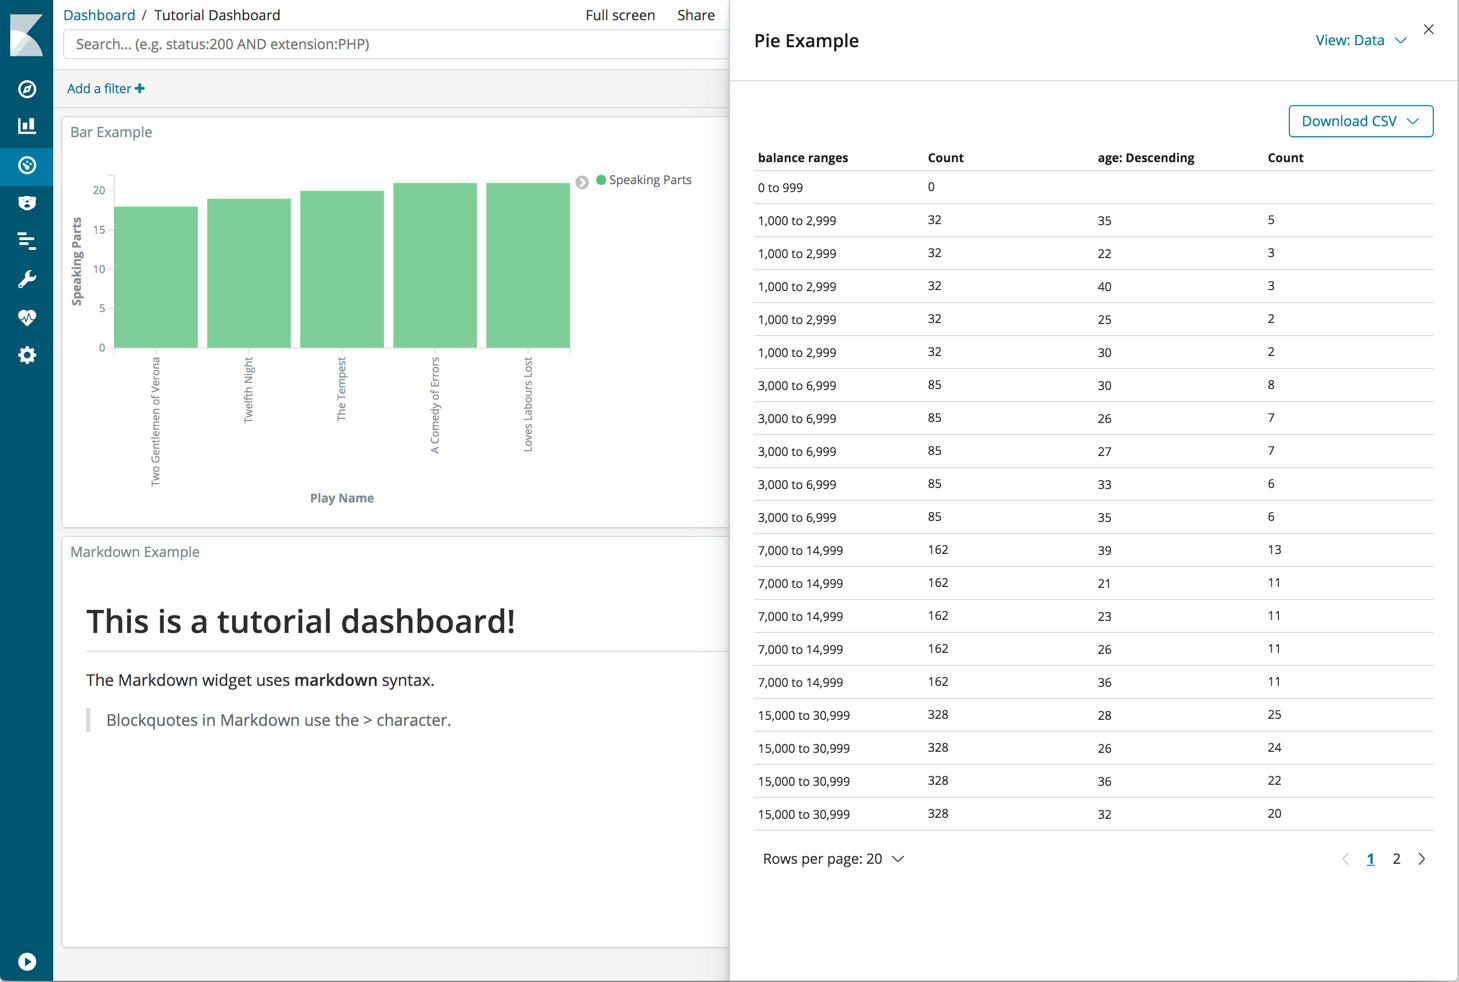 Dashboard / Tutorial Dashboard
Full screen Share
Search... (e.g. status:200 AND extension:PHP)
Add a filter +
Bar Example
20
15
10
5
0
Speaking Parts
Two Gentlemen of Verona
Twelfth Night
The Tempest
A Comedy of Errors
Loves Labours Lost
Play Name
Speaking Parts
Markdown Example
This is a tutorial dashboard!
The Markdown widget uses markdown syntax.
Blockquotes in Markdown use the > character.
Pie Example
View: Data
Download CSV
balance ranges Count age: Descending Count
0 to 999 0
1,000 to 2,999 32 35 5
1,000 to 2,999 32 22 3
1,000 to 2,999 32 40 3
1,000 to 2,999 32 25 2
1,000 to 2,999 32 30 2
3,000 to 6,999 85 30 8
3,000 to 6,999 85 26 7
3,000 to 6,999 85 27 7
3,000 to 6,999 85 33 6
3,000 to 6,999 85 35 6
7,000 to 14,999 162 39 13
7,000 to 14,999 162 21 11
7,000 to 14,999 162 23 11
7,000 to 14,999 162 26 11
7,000 to 14,999 162 36 11
15,000 to 30,999 328 28 25
15,000 to 30,999 328 26 24
15,000 to 30,999 328 36 22
15,000 to 30,999 328 32 20
Rows per page: 20
1 2